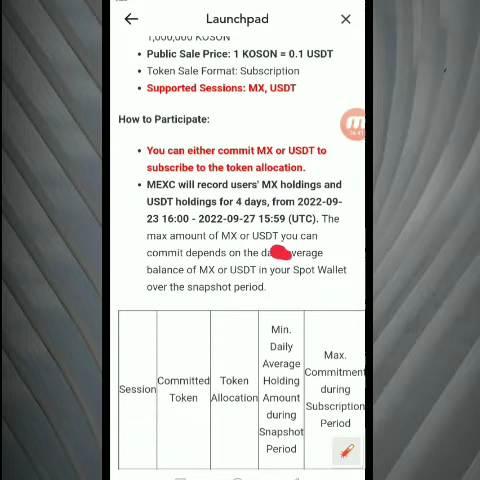 Launchpad
1,000,000 KOSON
Public Sale Price: 1 KOSON = 0.1 USDT
Token Sale Format: Subscription
Supported Sessions: MX, USDT
How to Participate:
You can either commit MX or USDT to
subscribe to the token allocation.
MEXC will record users' MX holdings and
USDT holdings for 4 days, from 2022-09-
23 16:00 - 2022-09-27 15:59 (UTC). The
max amount of MX or USDT you can
commit depends on the average
balance of MX or USDT in your Spot Wallet
over the snapshot period.
Session
Committed
Token
Token
Allocation
Min.
Daily
Average
Holding
Amount
during
Snapshot
Period
Max.
Commitment
during
Subscription
Period